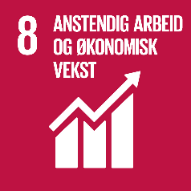 8 ANSTENDIG ARBEID
OG ØKONOMISK
VEKST